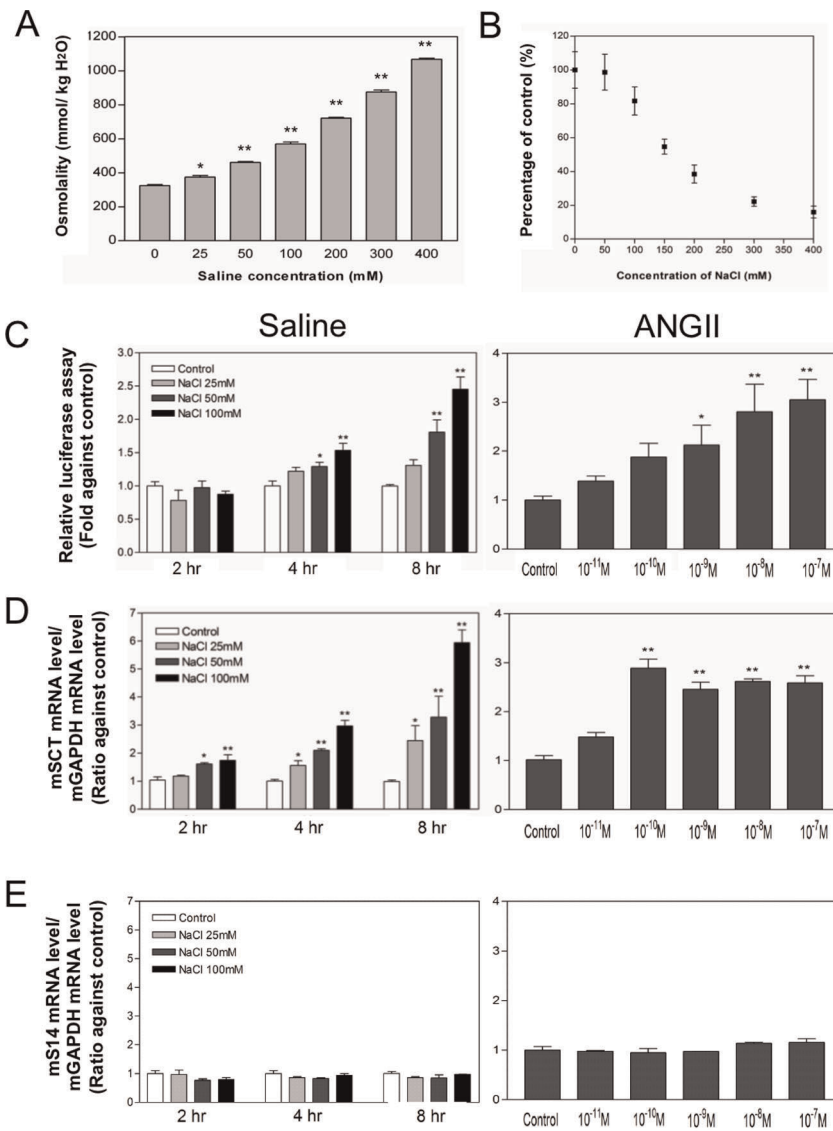 A
Osmolality (mmol/ kg H2O)
1200
1000
800
600
400
200
0
* ** ** ** ** **
0 25 50 100 200 300 400
Saline concentration (mM)
B
Percentage of control (%)
120
100
80
60
40
20
0
0 50 100 150 200 250 300 350 400
Concentration of NaCl (mM)
Saline
ANGII
C
Relative luciferase assay
(Fold against control)
3.0
2.5
2.0
1.5
1.0
0.5
0.0
Control
NaCl 25mM
NaCl 50mM
NaCl 100mM
* ** ** **
2 hr 4 hr 8 hr
4
3
2
1
0
* ** **
Control 10-11M 10-10M 10-9M 10-8M 10-7M
D
mSCT mRNA level/
mGAPDH mRNA level
(Ratio against control)
7
6
5
4
3
2
1
0
Control
NaCl 25mM
NaCl 50mM
NaCl 100mM
* ** * ** ** * ** **
2 hr 4 hr 8 hr
4
3
2
1
0
** ** ** **
Control 10-11M 10-10M 10-9M 10-8M 10-7M
E
mS14 mRNA level/
mGAPDH mRNA level
(Ratio against control)
7
6
5
4
3
2
1
0
Control
NaCl 25mM
NaCl 50mM
NaCl 100mM
2 hr 4 hr 8 hr
4
3
2
1
0
Control 10-11M 10-10M 10-9M 10-8M 10-7M